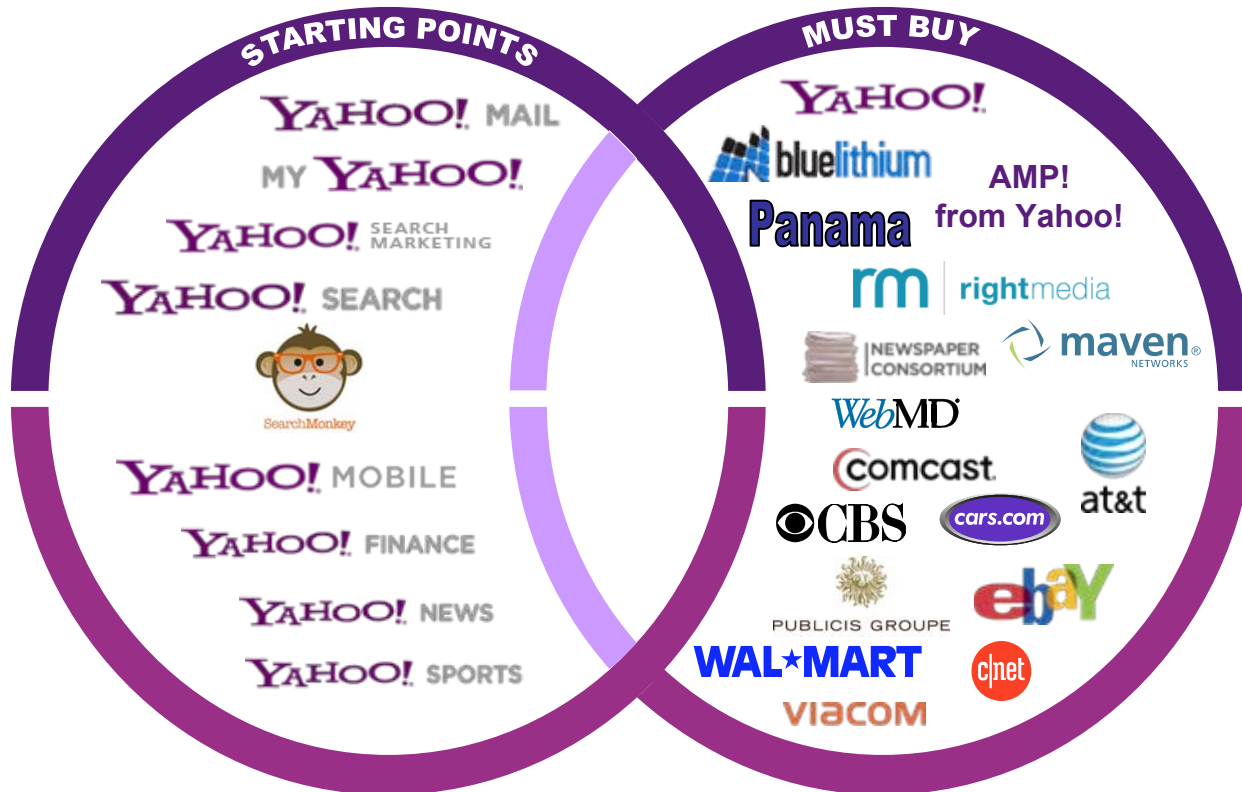 STARTING POINTS
YAHOO! MAIL
MY YAHOO!
YAHOO! SEARCH
MARKETING
YAHOO! SEARCH
SearchMonkey
YAHOO! MOBILE
YAHOO! FINANCE
YAHOO! NEWS
YAHOO! SPORTS
MUST BUY
YAHOO!
bluelithium
AMP!
from Yahoo!
Panama
rm rightmedia
NEWSPAPER
CONSORTIUM
maven®
NETWORKS
WebMD
comcast.
at&t
CBS
cars.com
PUBLICIS GROUPE
ebaY
WAL★MART
c|net
VIACOM